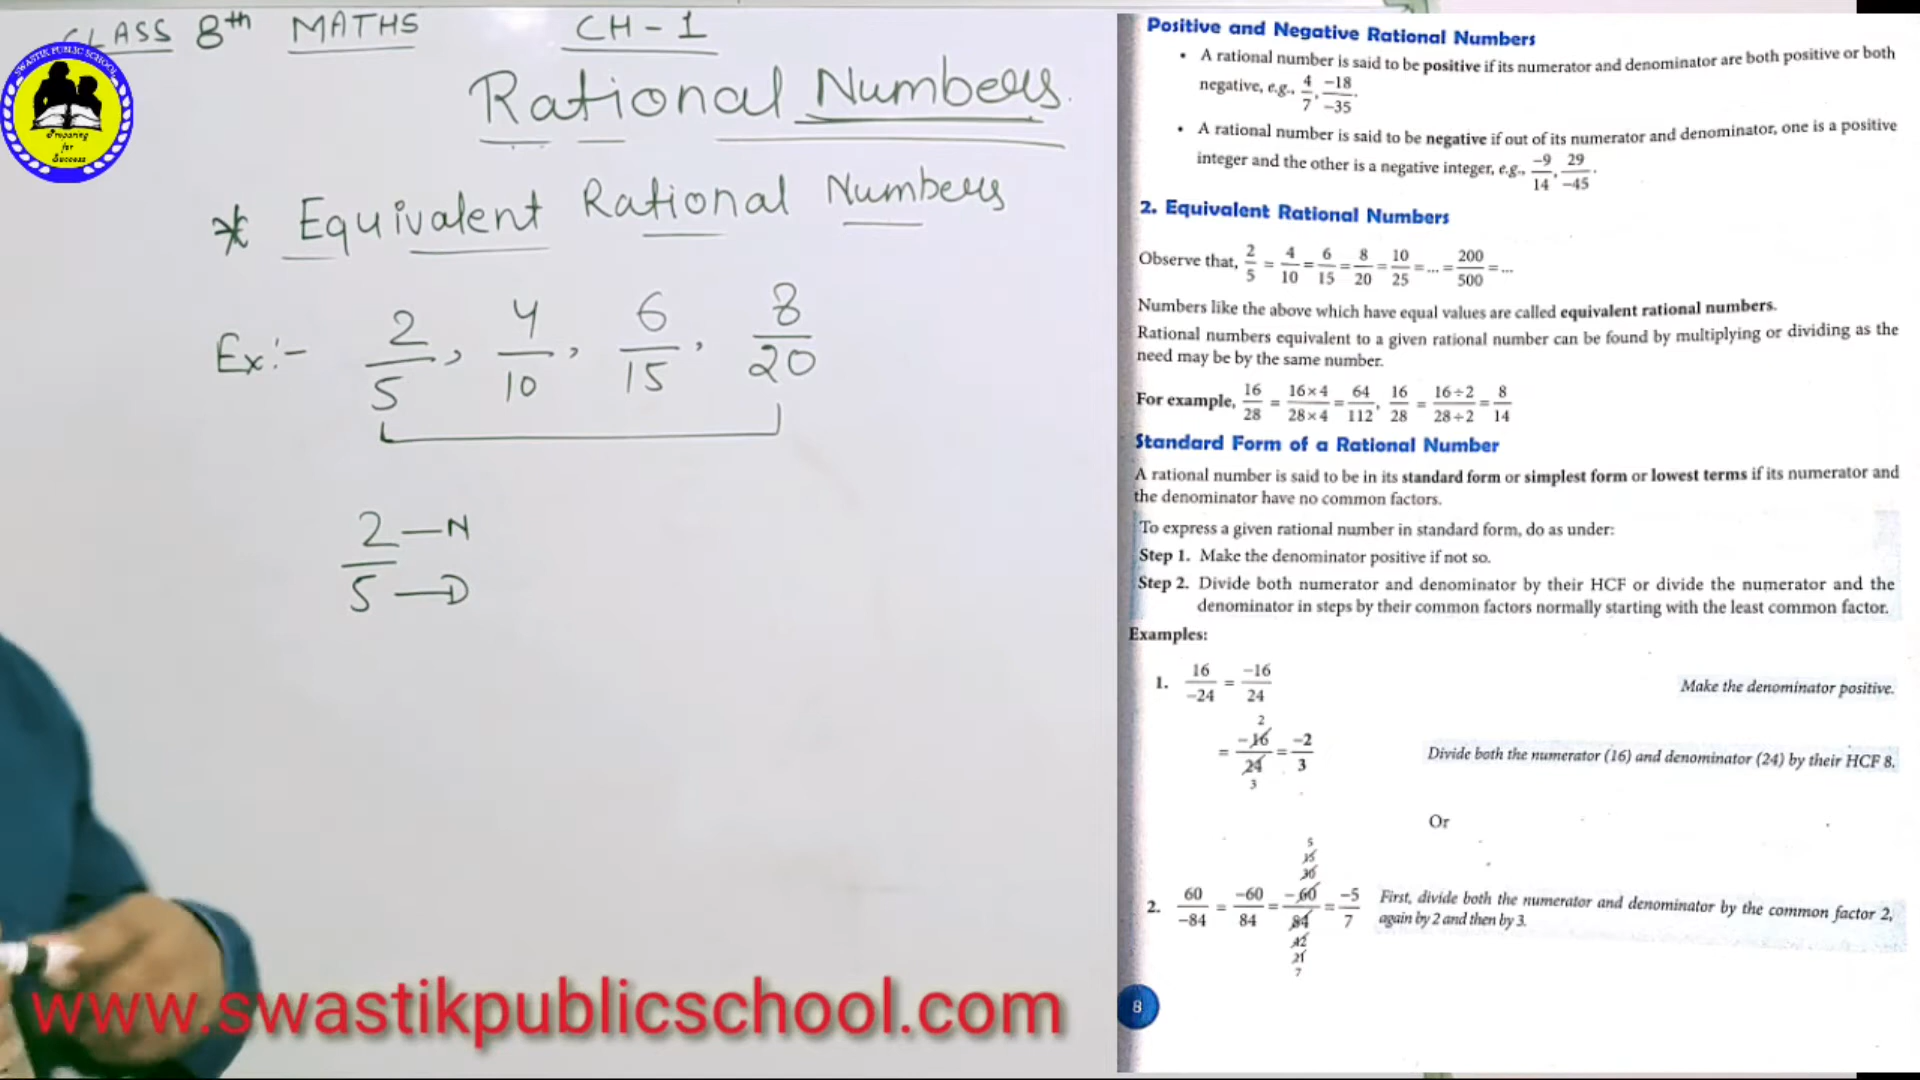 CLASS 8th MATHS CH-1
Rational Numbers.
* Equivalent Rational Numbers
Ex:- 2/5, 4/10, 6/15, 8/20
2 — N
5 — D
SWASTIK PUBLIC SCHOOL
Preparing
for
Success
www.swastikpublicschool.com
Positive and Negative Rational Numbers
• A rational number is said to be positive if its numerator and denominator are both positive or both
negative, e.g., 4/7, -18/-35.
• A rational number is said to be negative if out of its numerator and denominator, one is a positive
integer and the other is a negative integer, e.g., -9/14, 29/-45.
2. Equivalent Rational Numbers
Observe that, 2/5 = 4/10 = 6/15 = 8/20 = 10/25 = ... = 200/500 = ...
Numbers like the above which have equal values are called equivalent rational numbers.
Rational numbers equivalent to a given rational number can be found by multiplying or dividing as the
need may be by the same number.
For example, 16/28 = 16×4/28×4 = 64/112, 16/28 = 16÷2/28÷2 = 8/14
Standard Form of a Rational Number
A rational number is said to be in its standard form or simplest form or lowest terms if its numerator and
the denominator have no common factors.
To express a given rational number in standard form, do as under:
Step 1. Make the denominator positive if not so.
Step 2. Divide both numerator and denominator by their HCF or divide the numerator and the
denominator in steps by their common factors normally starting with the least common factor.
Examples:
1. 16/-24 = -16/24 Make the denominator positive.
2
= -16/24 = -2/3 Divide both the numerator (16) and denominator (24) by their HCF 8.
3
Or
5
15
30
2. 60/-84 = -60/84 = -60/84 = -5/7 First, divide both the numerator and denominator by the common factor 2,
again by 2 and then by 3.
42
21
7
8